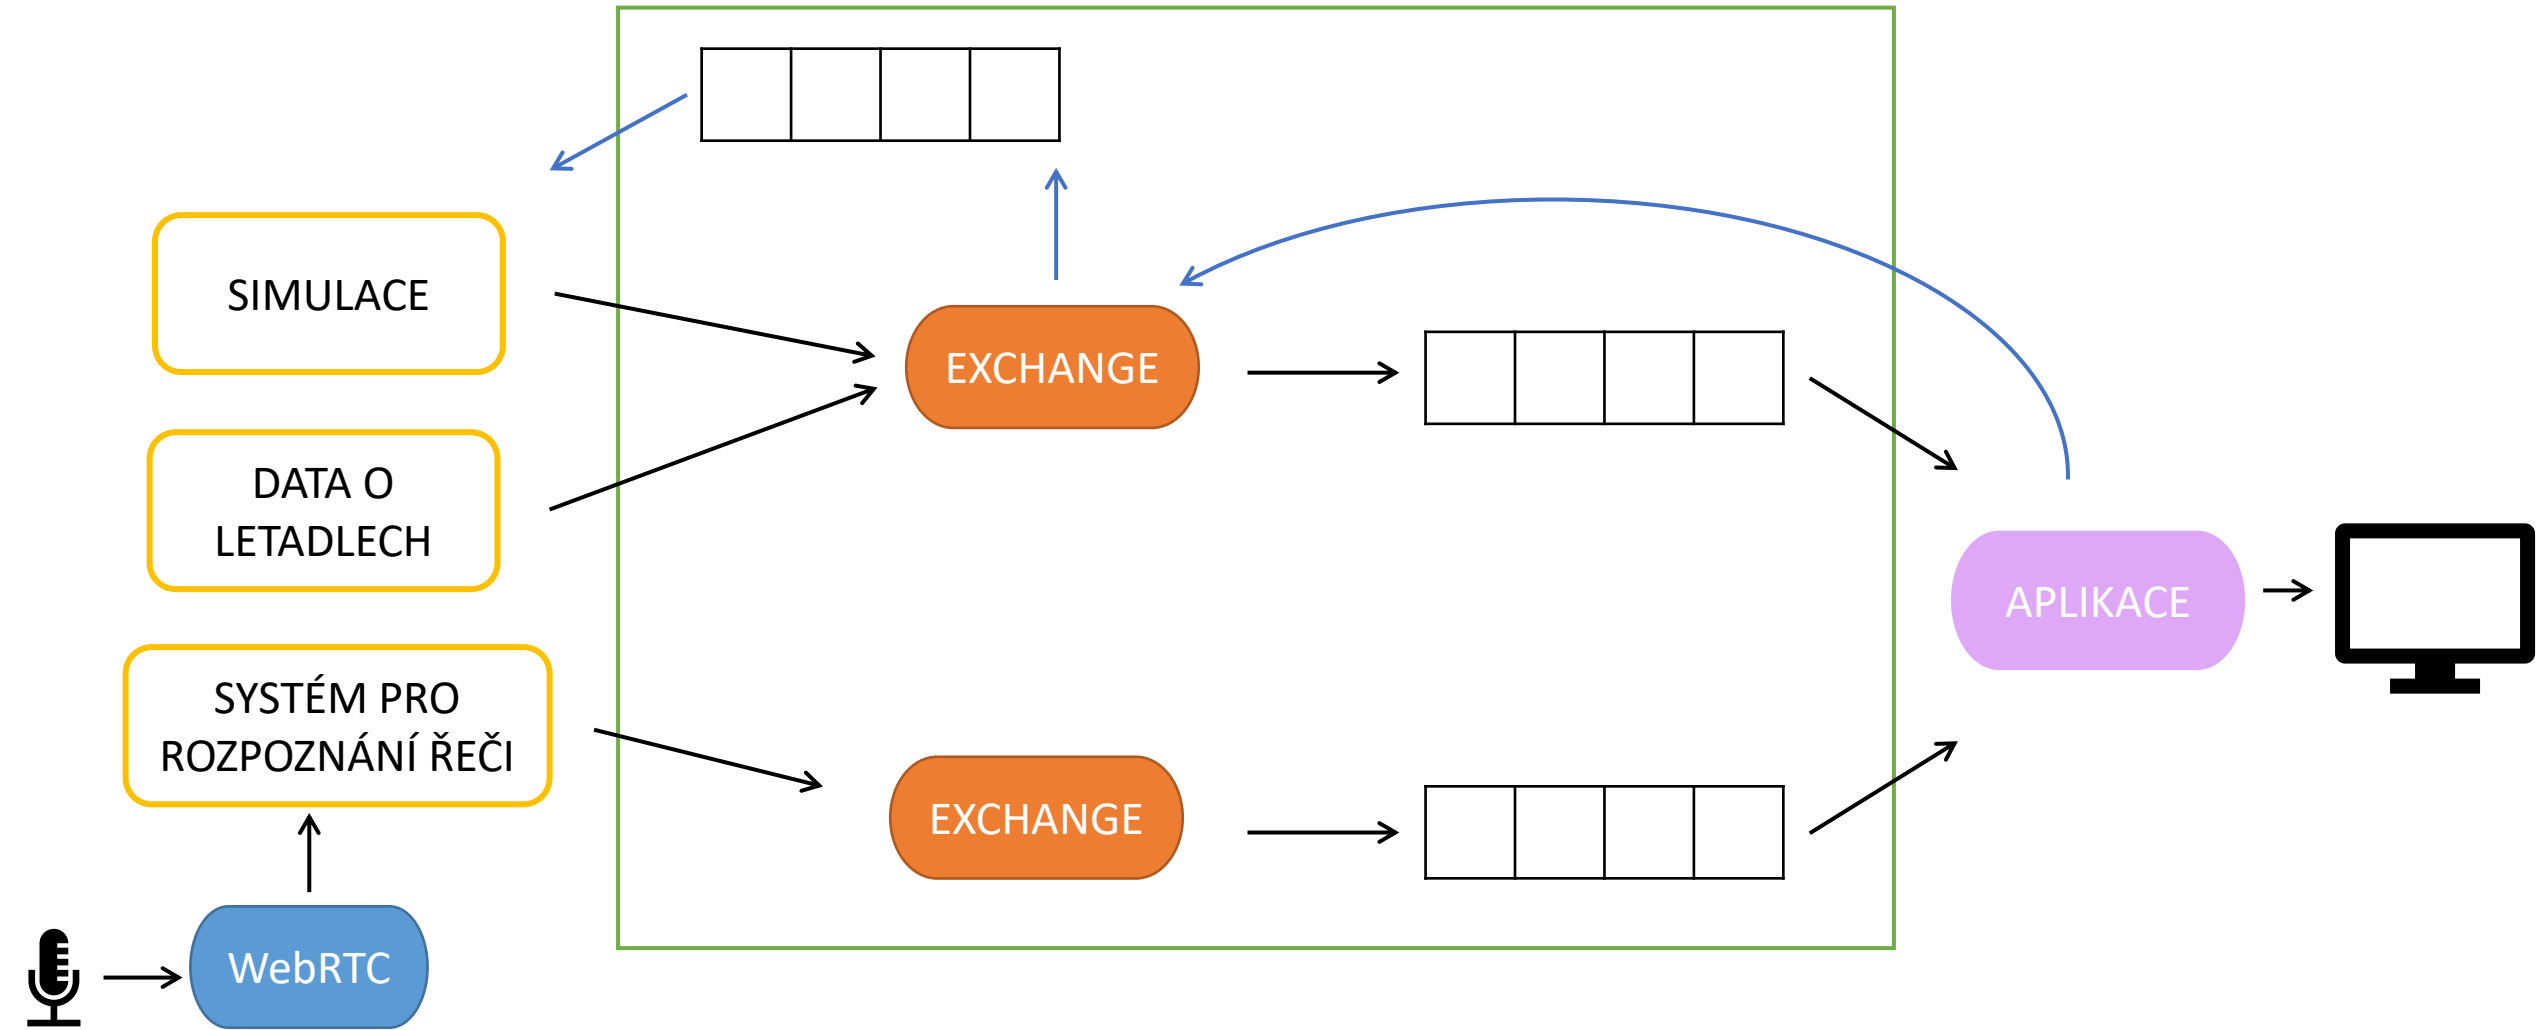 SIMULACE
EXCHANGE
DATA O
LETADLECH
APLIKACE
SYSTÉM PRO
ROZPOZNÁNÍ ŘEČI
EXCHANGE
WebRTC